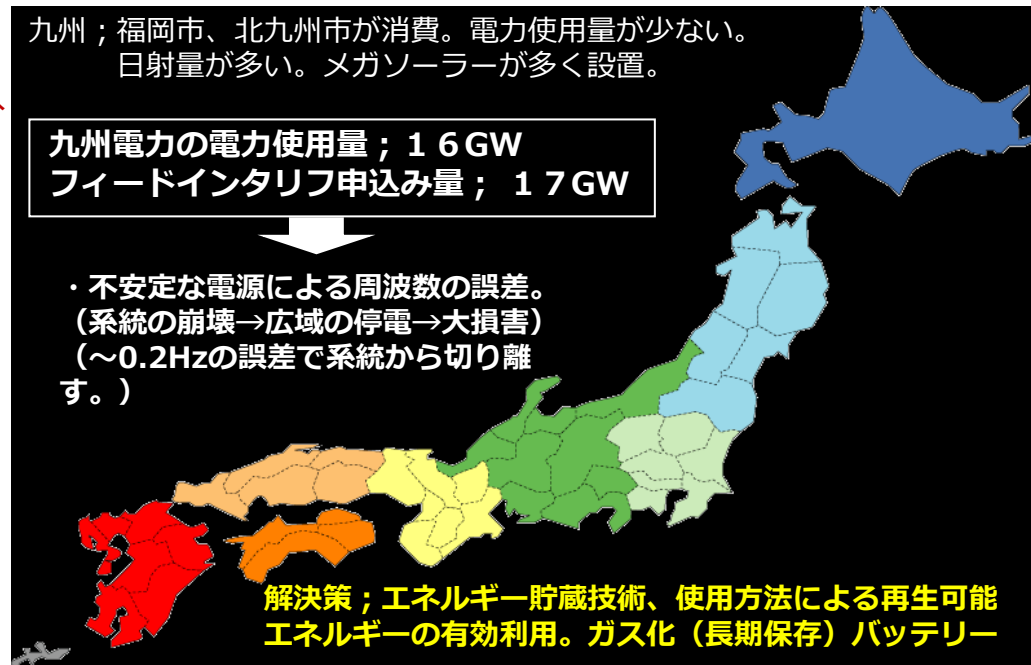 九州；福岡市、北九州市が消費。電力使用量が少ない。
日射量が多い。メガソーラーが多く設置。
九州電力の電力使用量；１６GW
フィードインタリフ申込み量； １７GW
・不安定な電源による周波数の誤差。
（系統の崩壊→広域の停電→大損害）
（～0.2Hzの誤差で系統から切り離
す。）
解決策；エネルギー貯蔵技術、使用方法による再生可能
エネルギーの有効利用。ガス化（長期保存）バッテリー